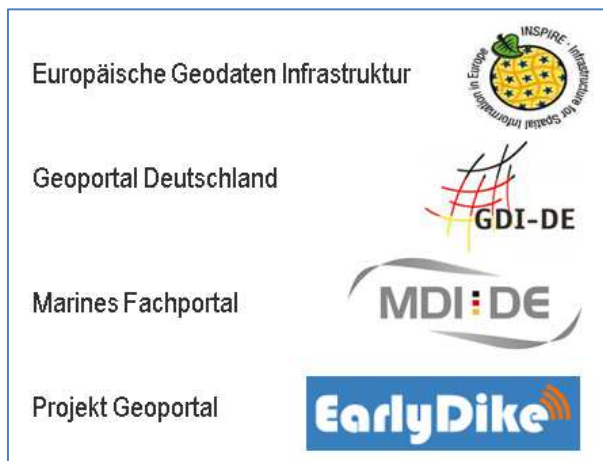 INSPIRE - Infrastructure for Spatial Information in Europe
Europäische Geodaten Infrastruktur
Geoportal Deutschland
GDI-DE
Marines Fachportal
MDI DE
Projekt Geoportal
EarlyDike